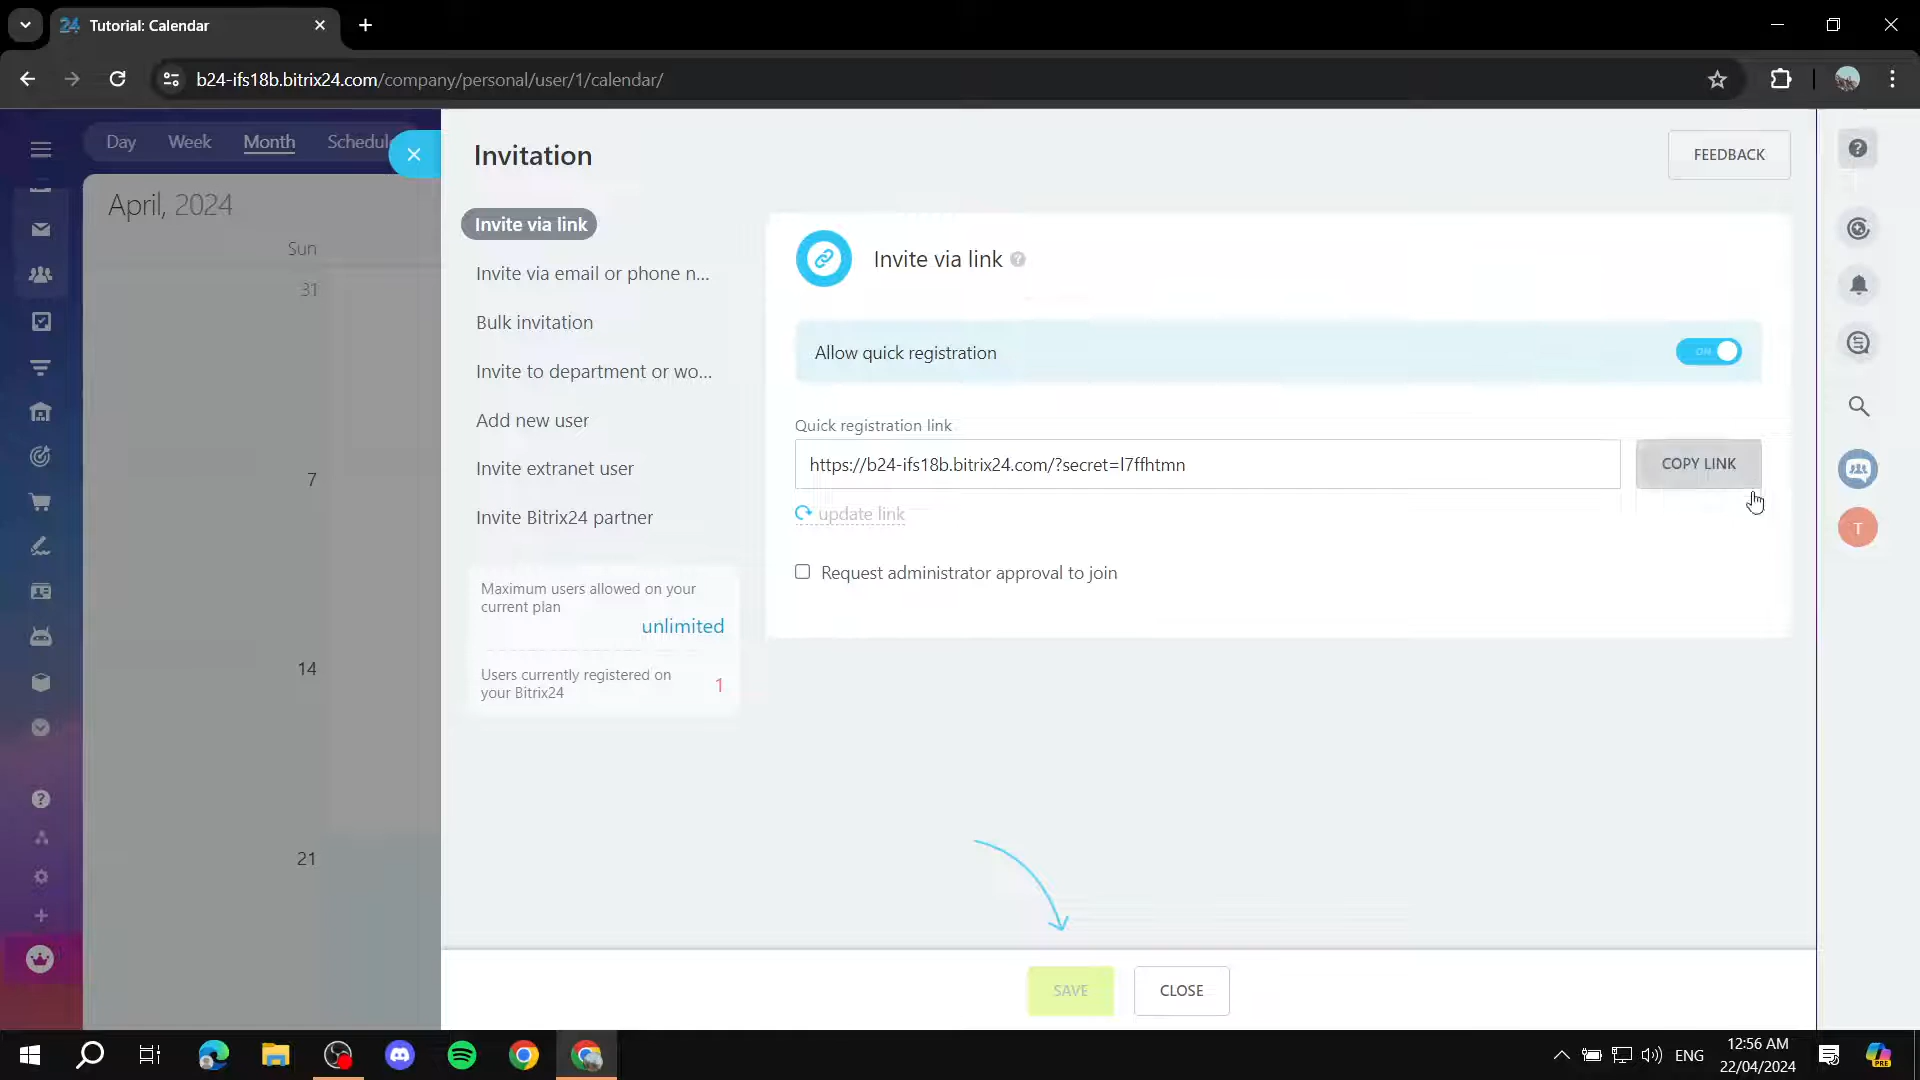 24 Tutorial: Calendar
b24-ifs18b.bitrix24.com/company/personal/user/1/calendar/
Day Week Month
Invitation
FEEDBACK
April, 2024
Sun
31
7
14
21
Invite via link
Invite via email or phone n...
Bulk invitation
Invite to department or wo...
Add new user
Invite extranet user
Invite Bitrix24 partner
Maximum users allowed on your
current plan
unlimited
Users currently registered on
your Bitrix24
1
Invite via link
Allow quick registration
ON
Quick registration link
https://b24-ifs18b.bitrix24.com/?secret=l7ffhtmn
COPY LINK
update link
Request administrator approval to join
T
SAVE
CLOSE
ENG
12:56 AM
22/04/2024
PRE